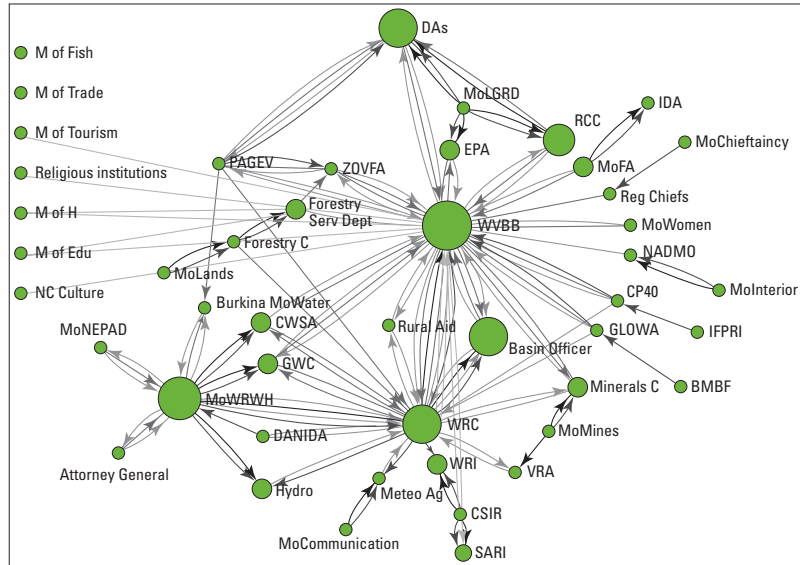 DAs
M of Fish
M of Trade
MoLGRD
IDA
M of Tourism
RCC
MoChieftaincy
EPA
PAGEV
ZOVFA
MoFA
Religious institutions
Reg Chiefs
Forestry
Serv Dept
M of H
WVBB
MoWomen
Forestry C
M of Edu
NADMO
MoLands
NC Culture
MoInterior
CP40
Burkina MoWater
CWSA
Rural Aid
GLOWA
IFPRI
MoNEPAD
Basin Officer
GWC
Minerals C
BMBF
MoWRWH
WRC
DANIDA
MoMines
Attorney General
WRI
VRA
Hydro
Meteo Ag
CSIR
MoCommunication
SARI